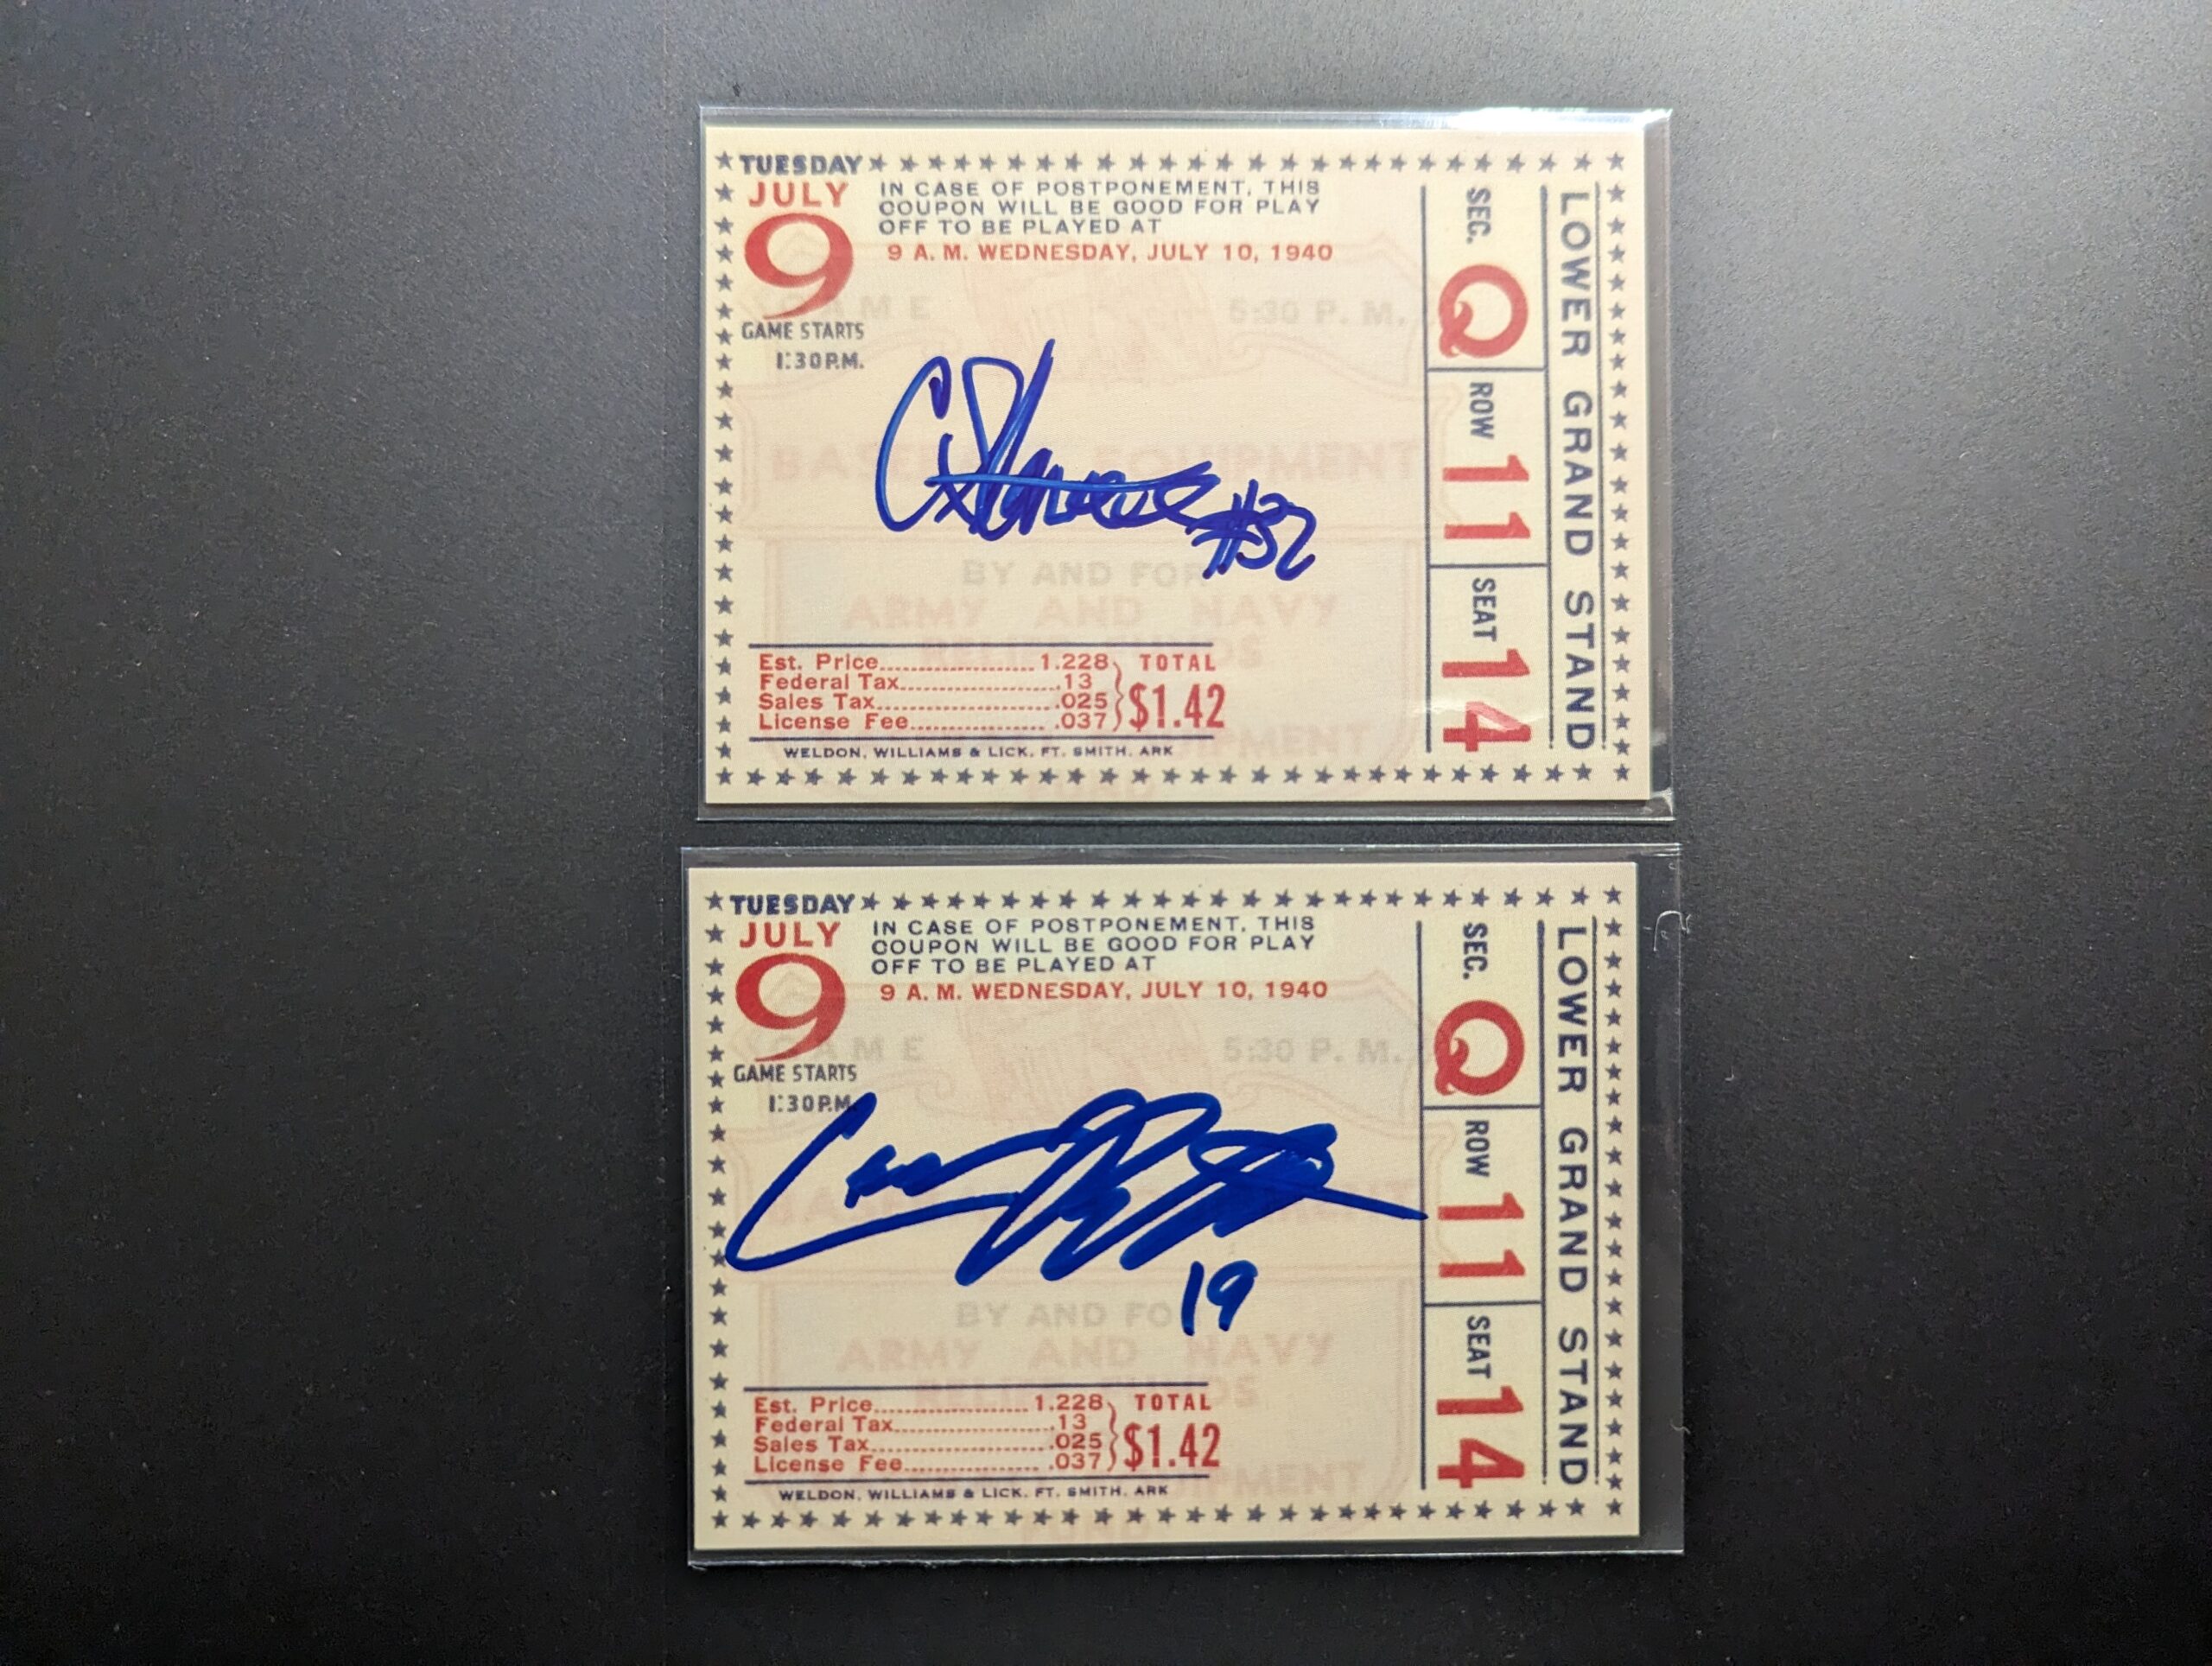 TUESDAY
JULY
9
GAME STARTS
1:30 P.M.
IN CASE OF POSTPONEMENT, THIS
COUPON WILL BE GOOD FOR PLAY
OFF TO BE PLAYED AT
9 A. M. WEDNESDAY, JULY 10, 1940
GAME 5:30 P. M.
EQUIPMENT
BY AND FOR
ARMY AND NAVY
#32
Est. Price 1.228
Federal Tax .13
Sales Tax .025
License Fee .037
TOTAL
$1.42
WELDON, WILLIAMS & LICK, FT. SMITH, ARK
SEC. Q
ROW 11
SEAT 14
LOWER GRAND STAND
TUESDAY
JULY
9
GAME STARTS
1:30 P.M.
IN CASE OF POSTPONEMENT, THIS
COUPON WILL BE GOOD FOR PLAY
OFF TO BE PLAYED AT
9 A. M. WEDNESDAY, JULY 10, 1940
GAME 5:30 P. M.
19
BY AND FO
ARMY AND NAVY
Est. Price 1.228
Federal Tax .13
Sales Tax .025
License Fee .037
TOTAL
$1.42
WELDON, WILLIAMS & LICK, FT. SMITH, ARK
SEC. Q
ROW 11
SEAT 14
LOWER GRAND STAND